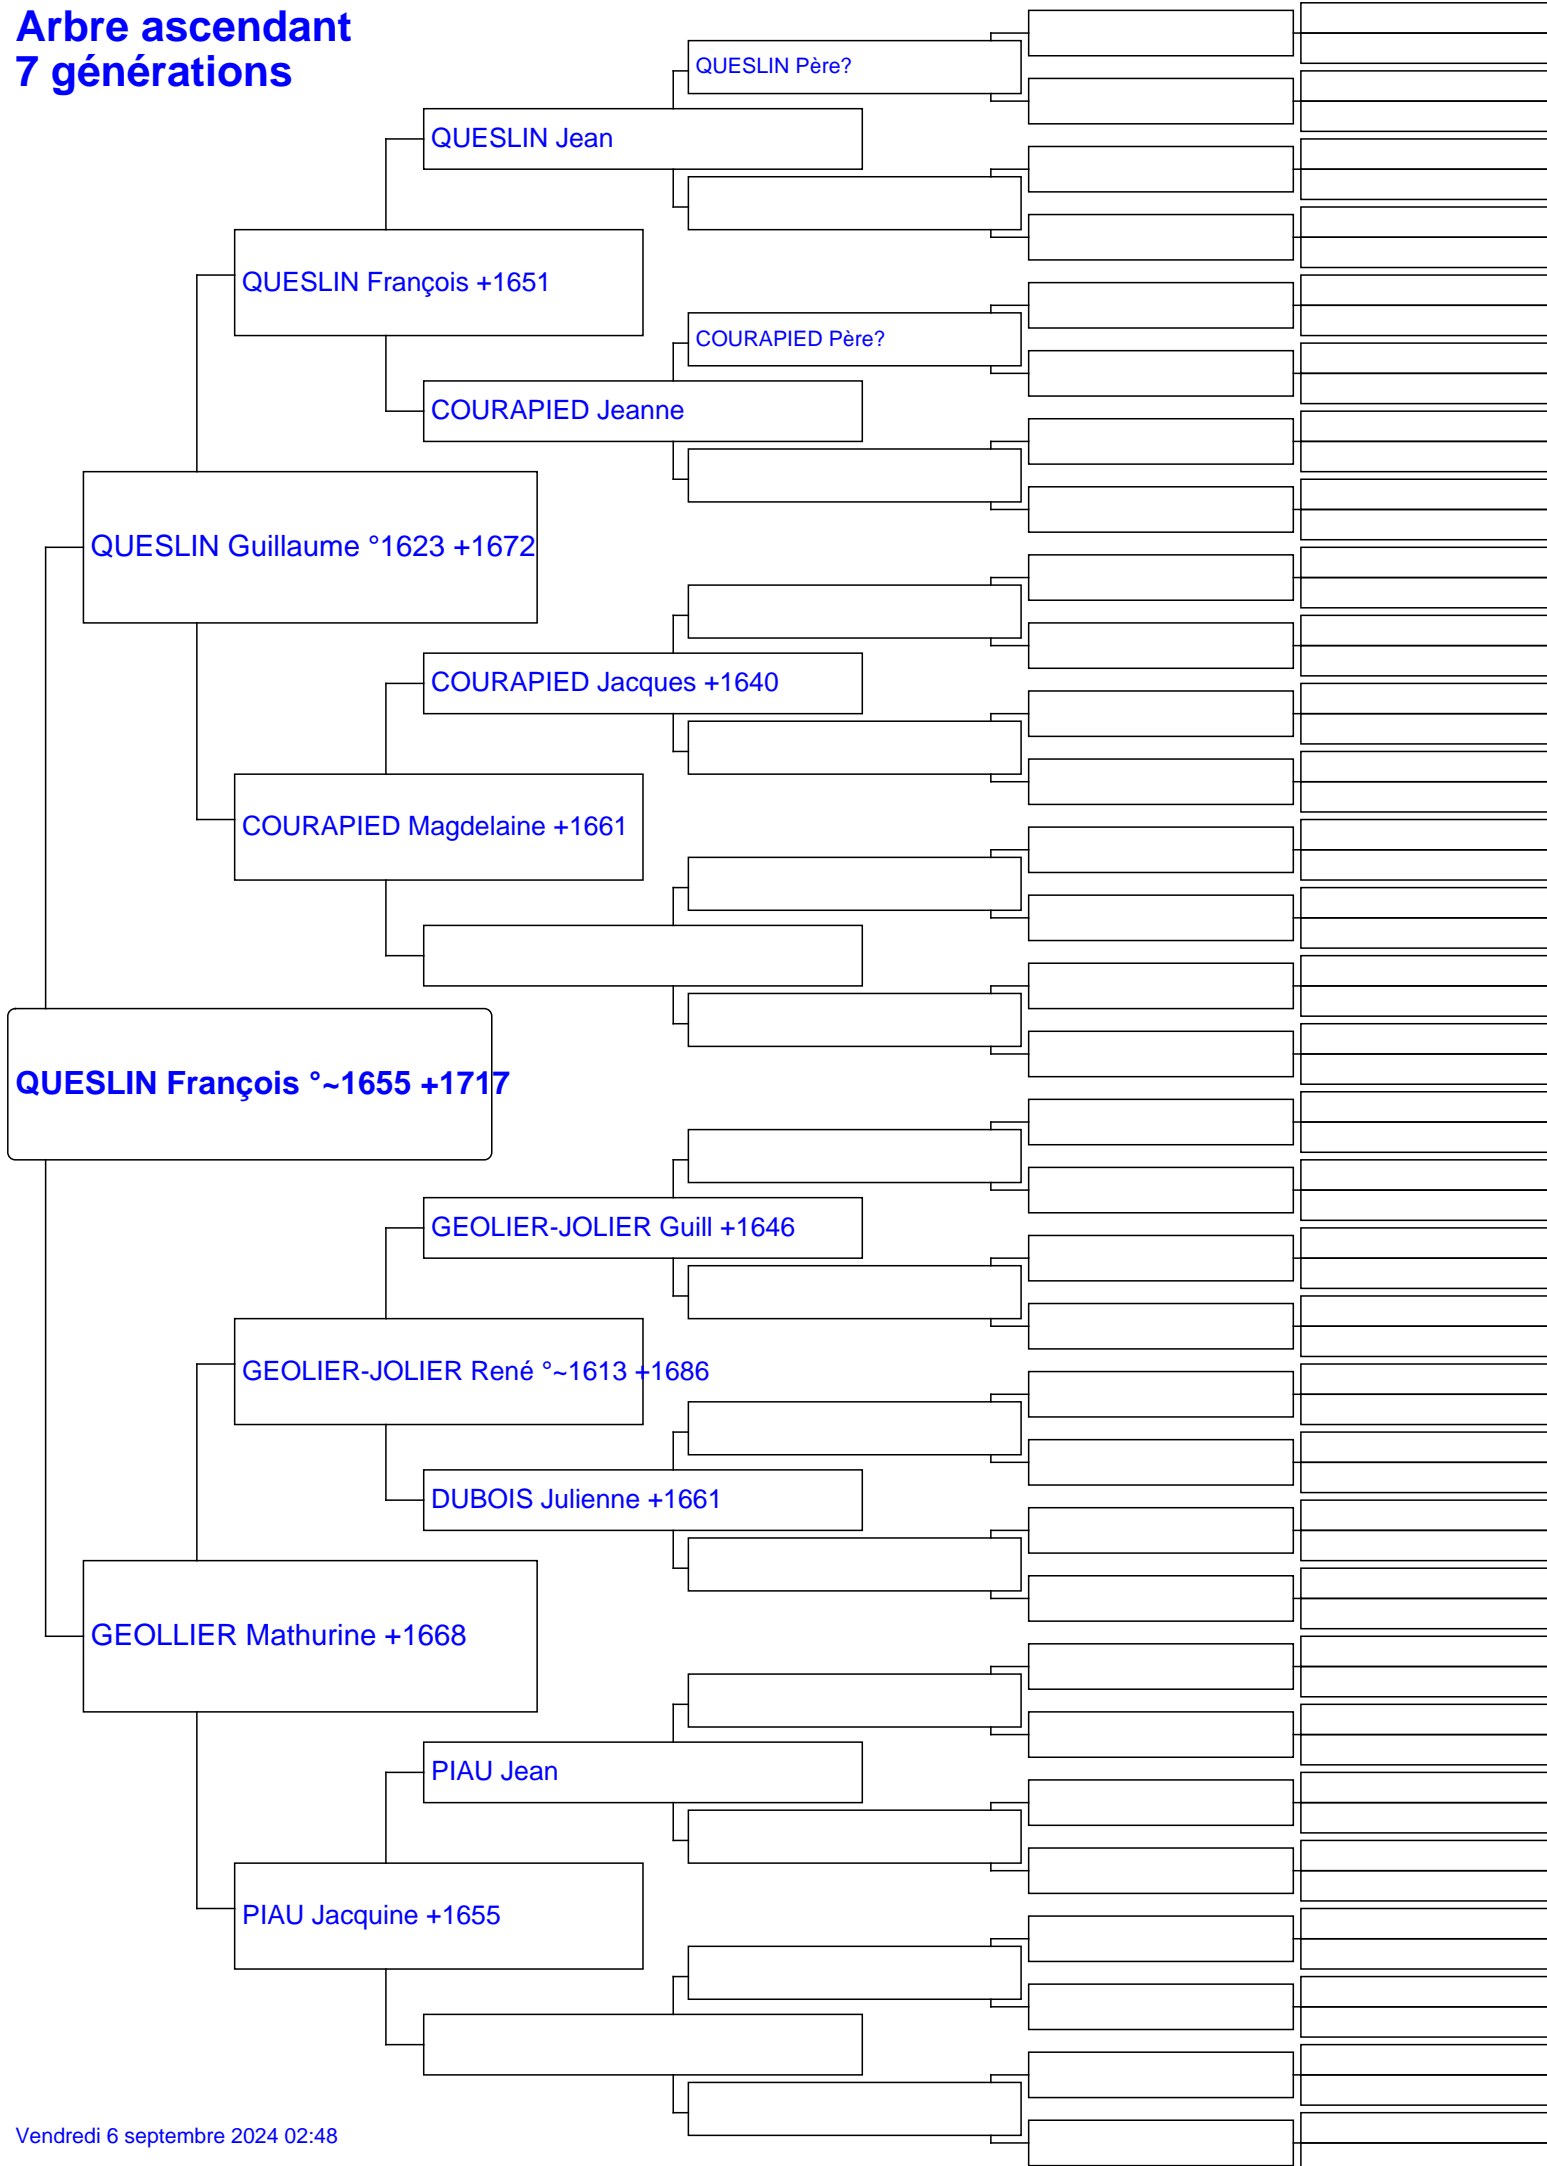 Arbre ascendant
7 générations
QUESLIN Père?
QUESLIN Jean
QUESLIN François +1651
COURAPIED Père?
COURAPIED Jeanne
QUESLIN Guillaume °1623 +1672
COURAPIED Jacques +1640
COURAPIED Magdelaine +1661
QUESLIN François °~1655 +1717
GEOLIER-JOLIER Guill +1646
GEOLIER-JOLIER René °~1613 +1686
DUBOIS Julienne +1661
GEOLLIER Mathurine +1668
PIAU Jean
PIAU Jacquine +1655
Vendredi 6 septembre 2024 02:48